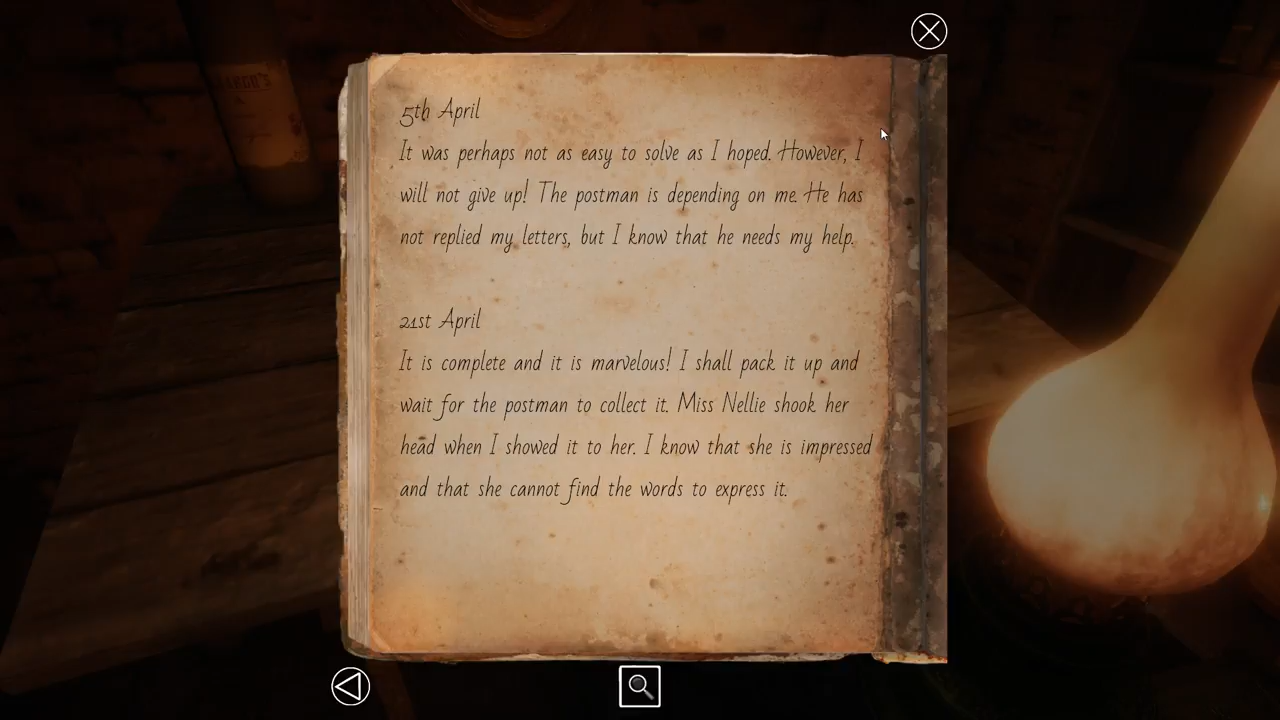 5th April
It was perhaps not as easy to solve as I hoped. However, I
will not give up! The postman is depending on me. He has
not replied my letters, but I know that he needs my help.
21st April
It is complete and it is marvelous! I shall pack it up and
wait for the postman to collect it. Miss Nellie shook her
head when I showed it to her. I know that she is impressed
and that she cannot find the words to express it.